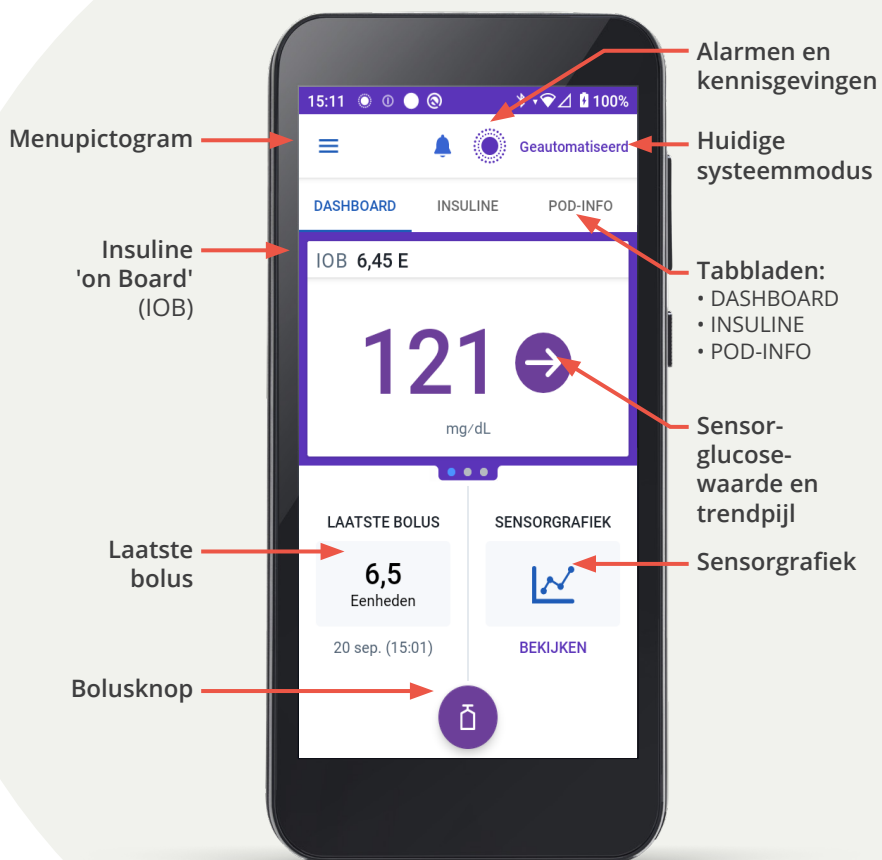 Alarmen en
kennisgevingen
Menupictogram
Huidige
systeemmodus
Insuline
'on Board'
(IOB)
Tabbladen:
• DASHBOARD
• INSULINE
• POD-INFO
Sensor-
glucose-
waarde en
trendpijl
Laatste
bolus
Sensorgrafiek
Bolusknop
15:11
100%
Geautomatiseerd
DASHBOARD INSULINE POD-INFO
IOB 6,45 E
121
mg/dL
LAATSTE BOLUS SENSORGRAFIEK
6,5
Eenheden
20 sep. (15:01) BEKIJKEN